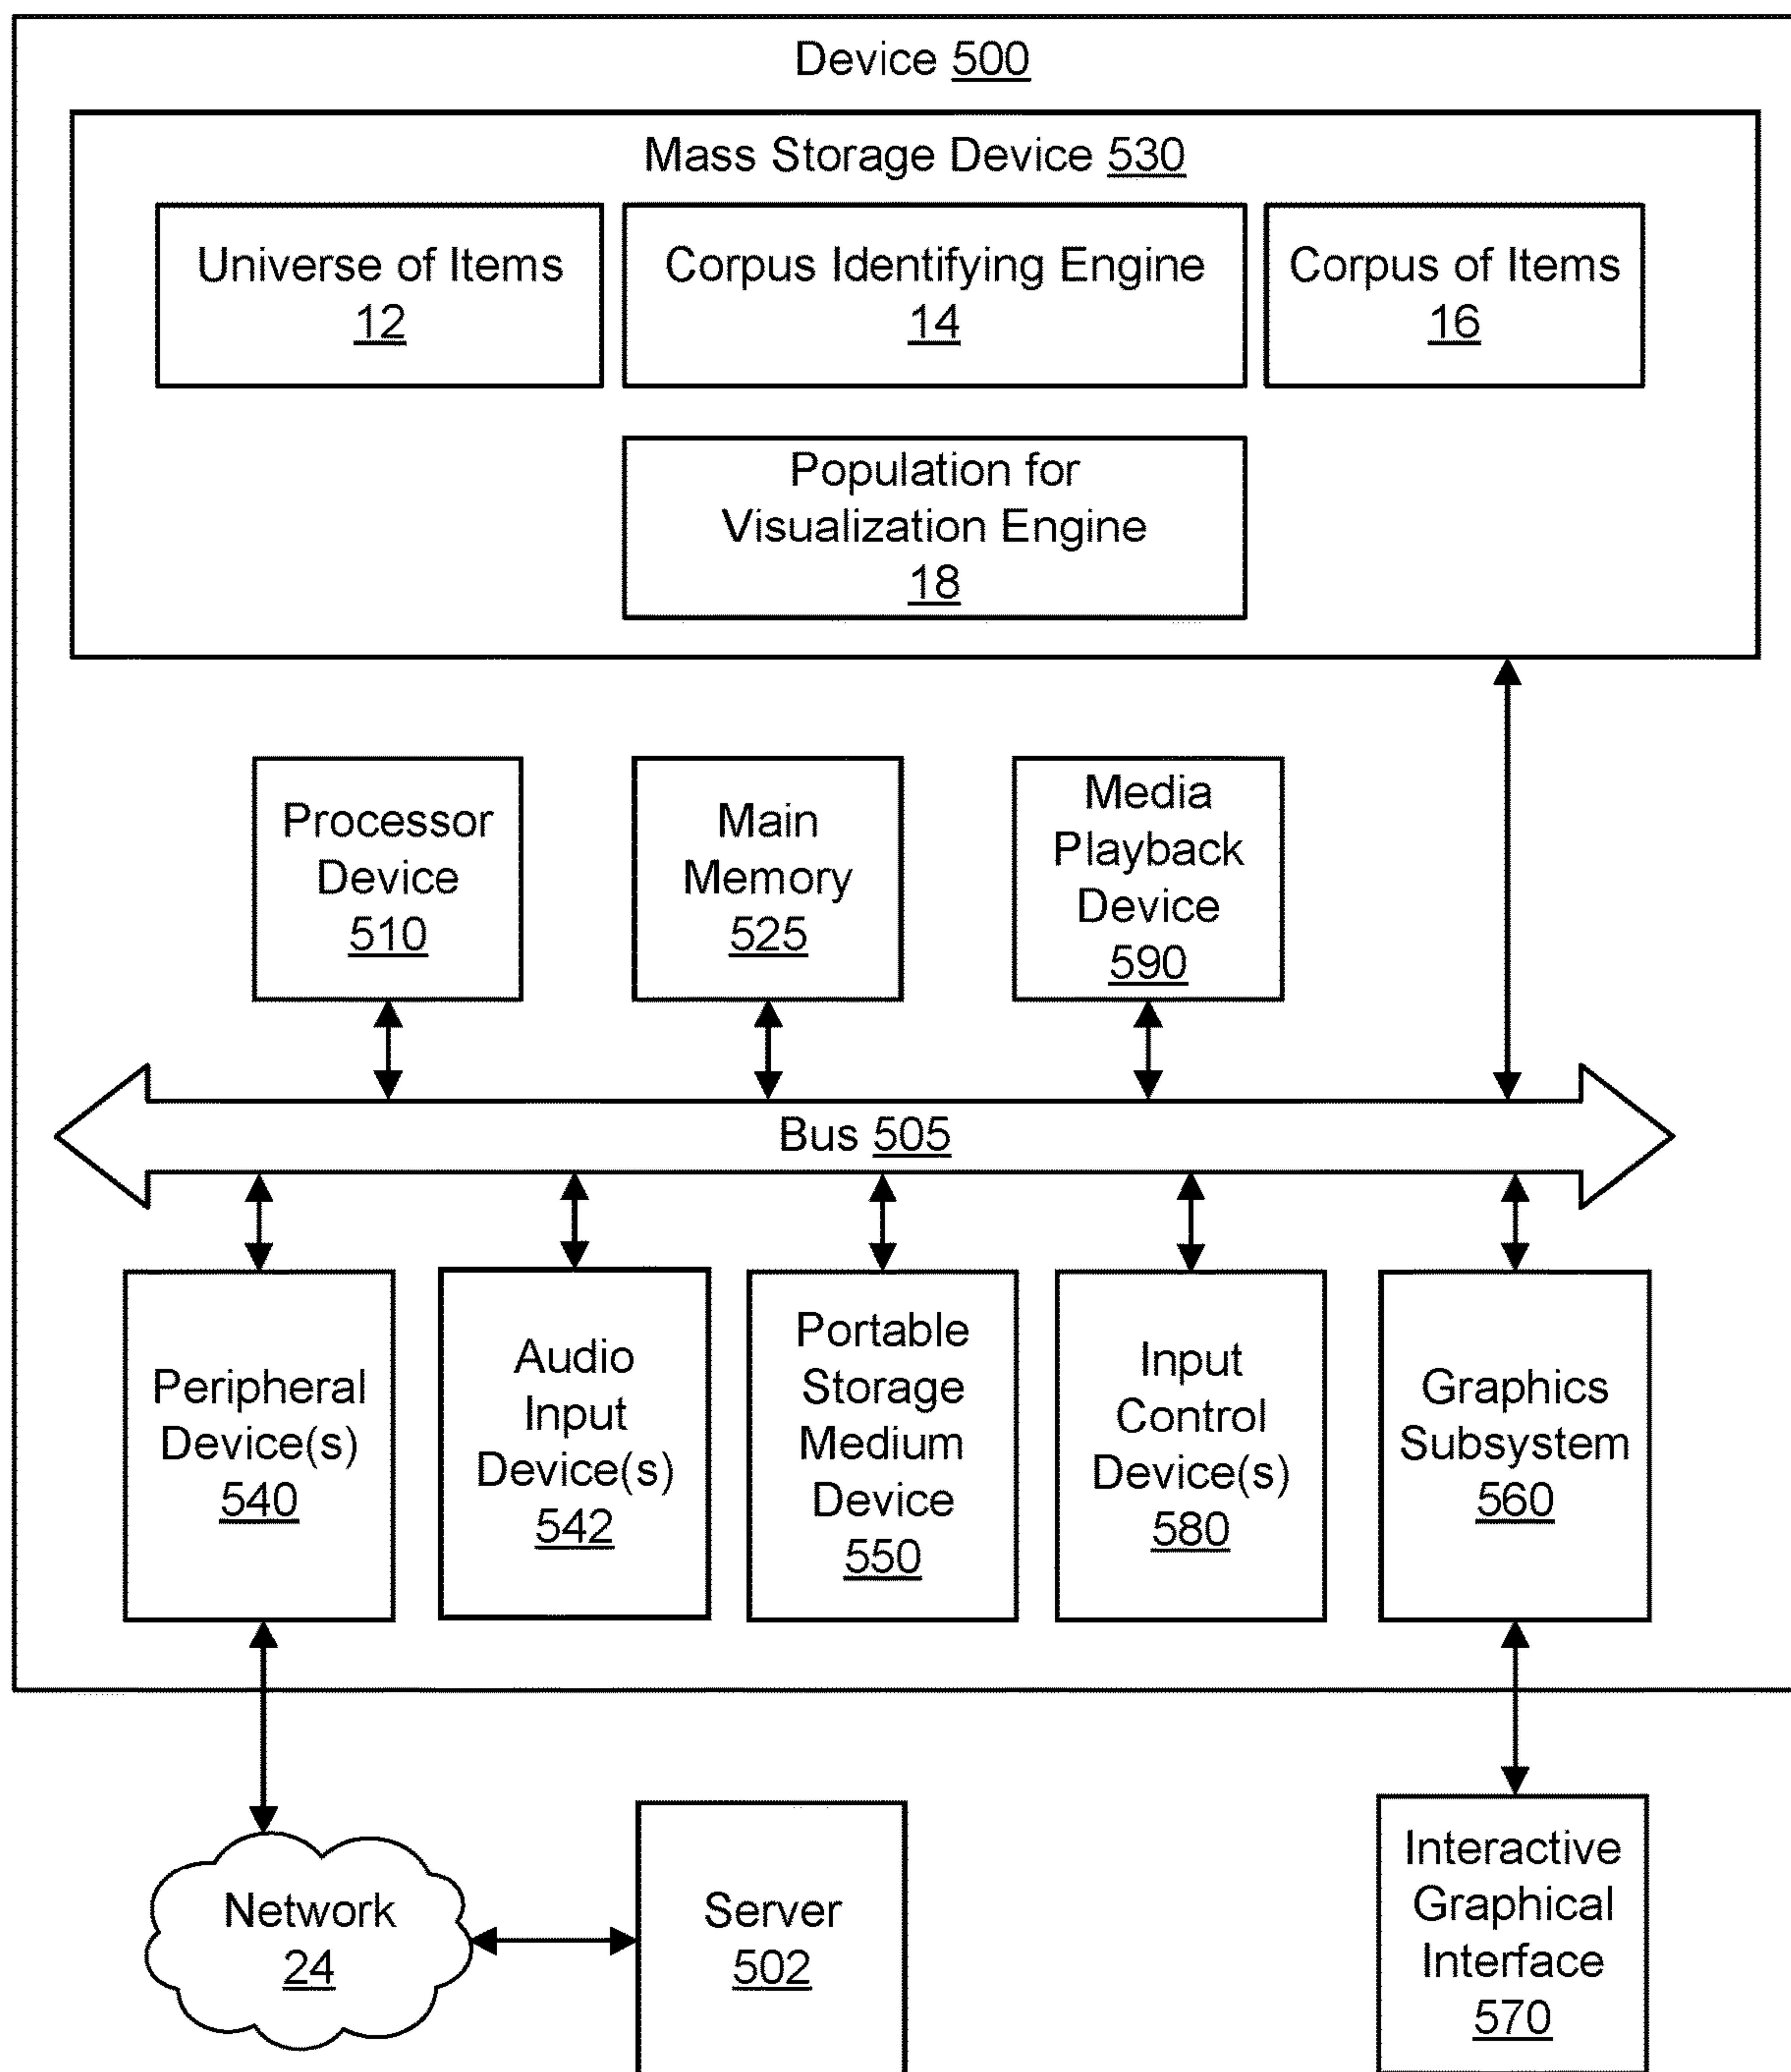 Device 500
Mass Storage Device 530
Universe of Items
12
Corpus Identifying Engine
14
Corpus of Items
16
Population for
Visualization Engine
18
Processor
Device
510
Main
Memory
525
Media
Playback
Device
590
Bus 505
Peripheral
Device(s)
540
Audio
Input
Device(s)
542
Portable
Storage
Medium
Device
550
Input
Control
Device(s)
580
Graphics
Subsystem
560
Network
24
Server
502
Interactive
Graphical
Interface
570